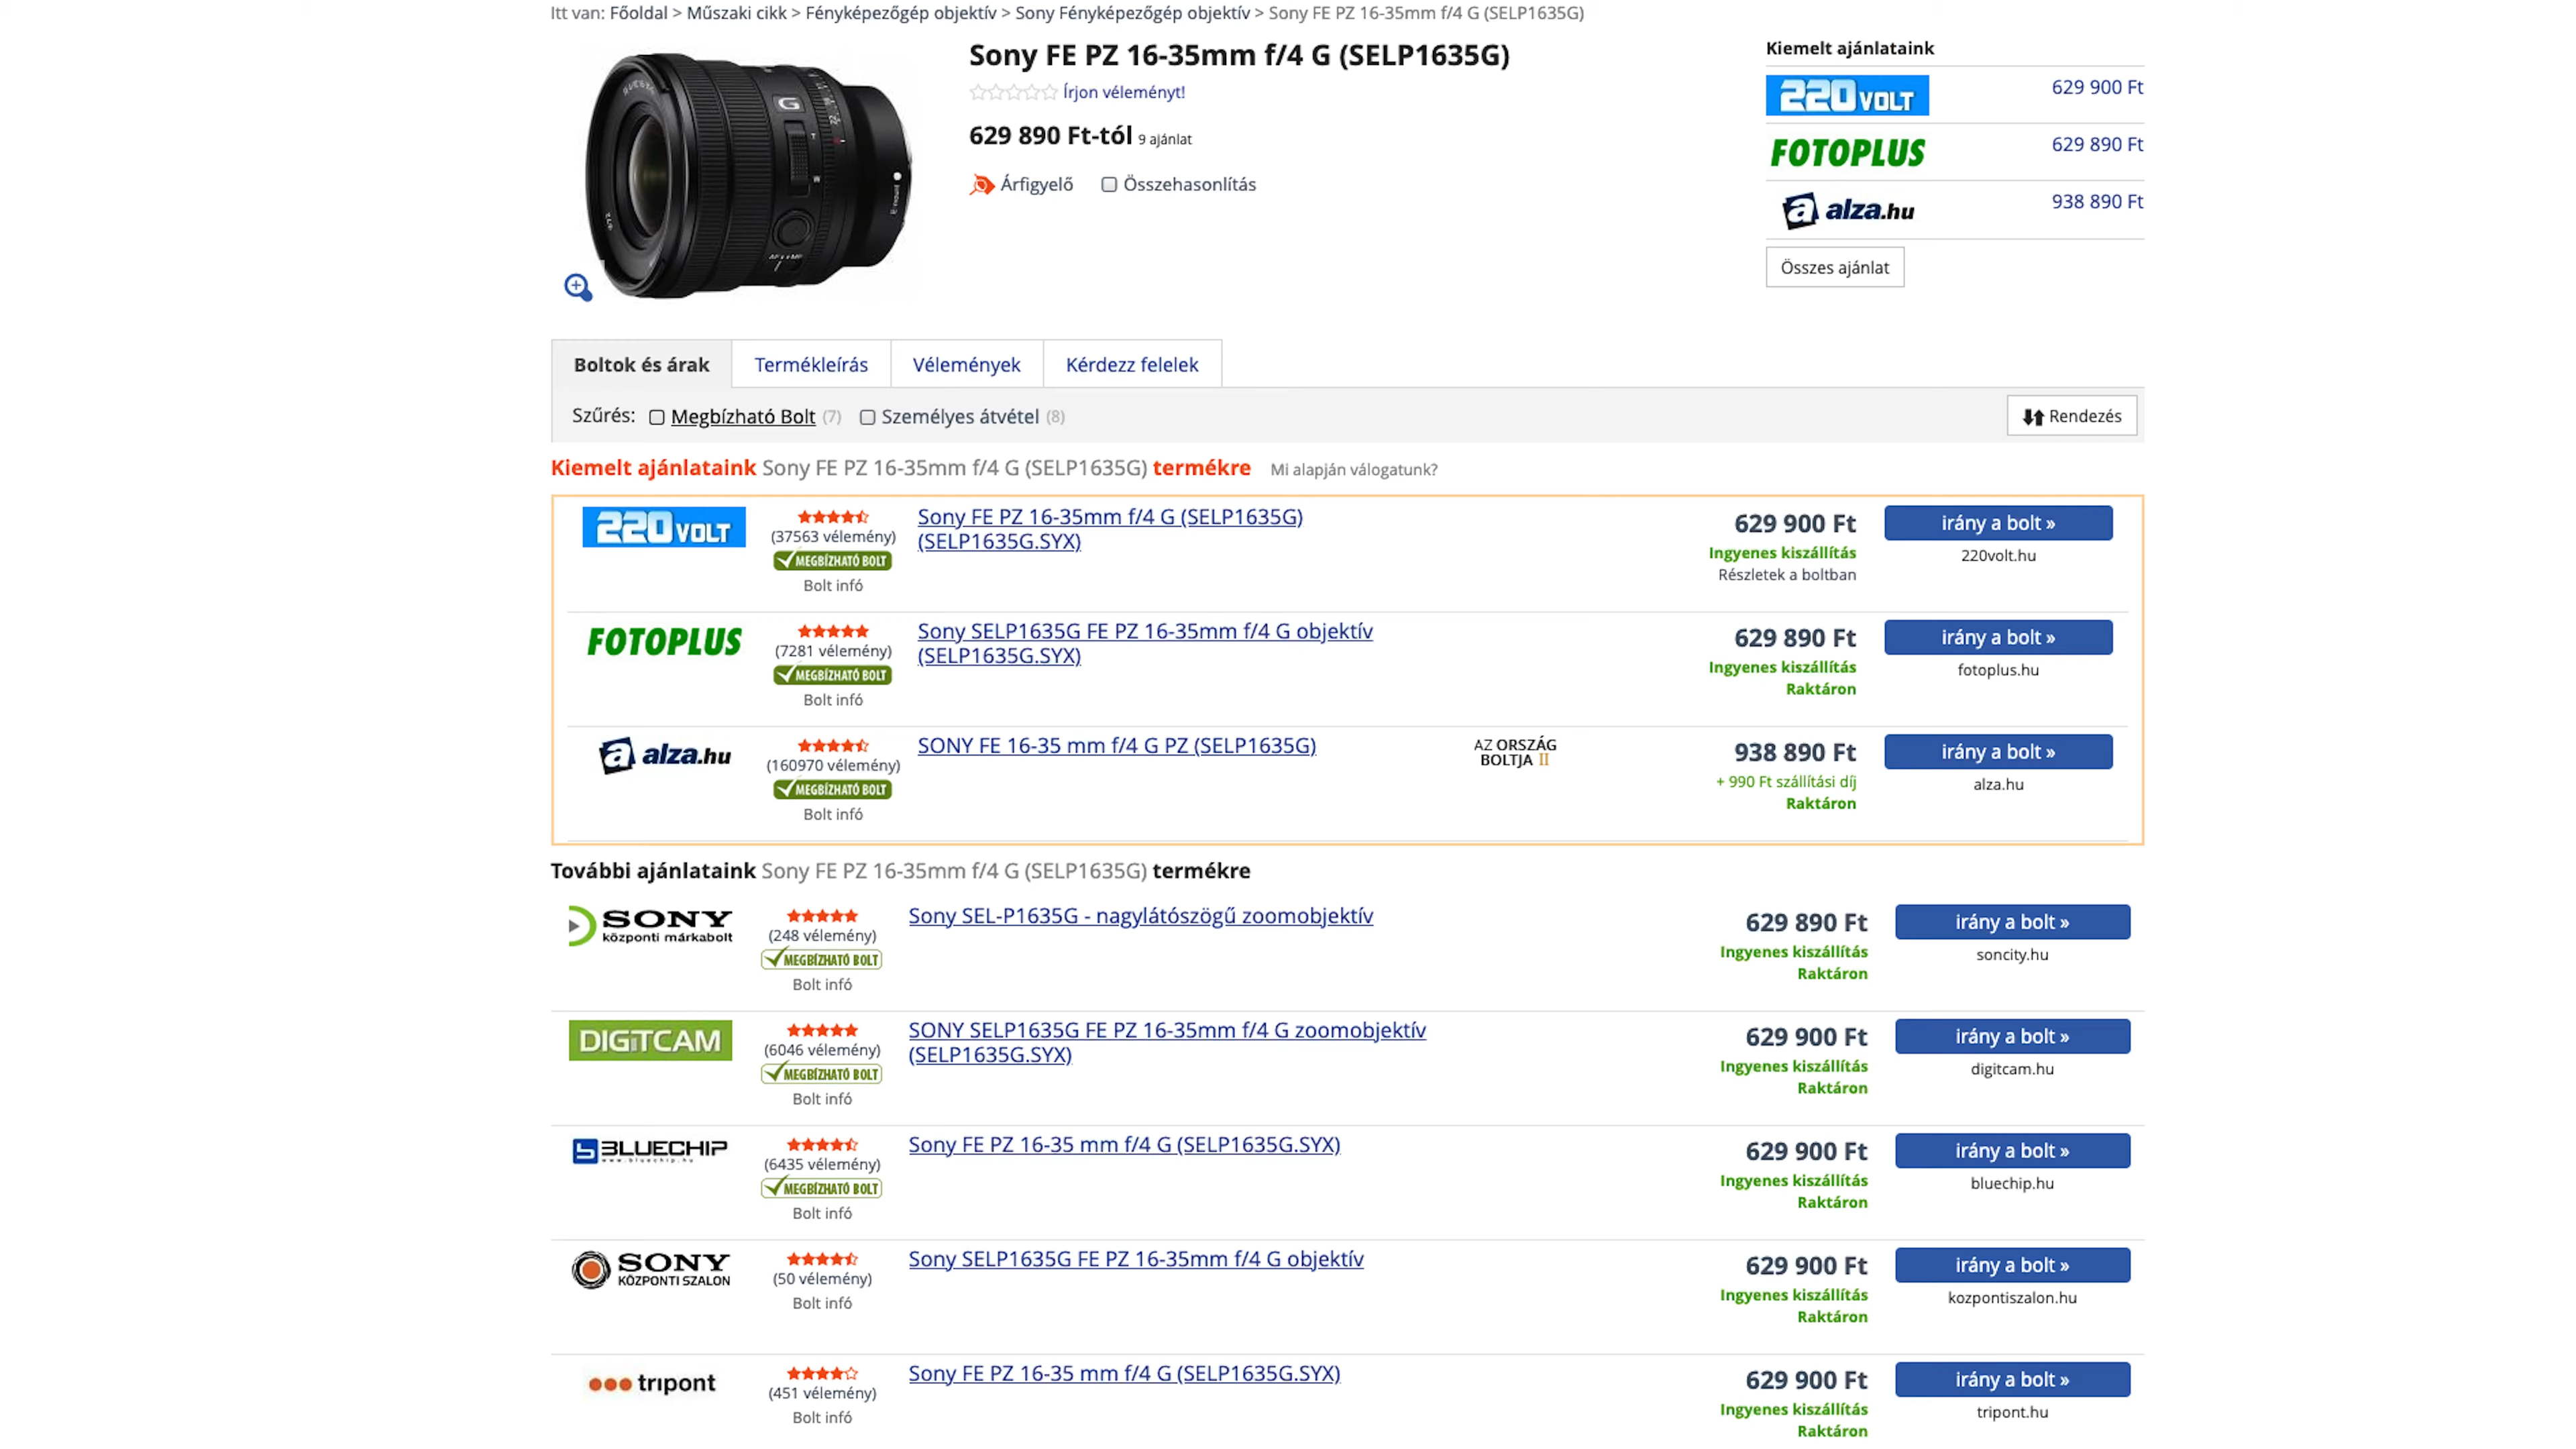 Itt van: Főoldal > Műszaki cikk > Fényképezőgép objektív > Sony Fényképezőgép objektív > Sony FE PZ 16-35mm f/4 G (SELP1635G)
Sony FE PZ 16-35mm f/4 G (SELP1635G)
Írjon véleményt!
629 890 Ft-tól 9 ajánlat
Árfigyelő Összehasonlítás
Kiemelt ajánlataink
220 VOLT 629 900 Ft
FOTOPLUS 629 890 Ft
alza.hu 938 890 Ft
Összes ajánlat
Boltok és árak Termékleírás Vélemények Kérdezz felelek
Szűrés: Megbízható Bolt (7) Személyes átvétel (8) Rendezés
Kiemelt ajánlataink Sony FE PZ 16-35mm f/4 G (SELP1635G) termékre Mi alapján válogatunk?
220 VOLT
(37563 vélemény)
MEGBÍZHATÓ BOLT
Bolt infó
Sony FE PZ 16-35mm f/4 G (SELP1635G)
(SELP1635G.SYX)
629 900 Ft
Ingyenes kiszállítás
Részletek a boltban
irány a bolt »
220volt.hu
FOTOPLUS
(7281 vélemény)
MEGBÍZHATÓ BOLT
Bolt infó
Sony SELP1635G FE PZ 16-35mm f/4 G objektív
(SELP1635G.SYX)
629 890 Ft
Ingyenes kiszállítás
Raktáron
irány a bolt »
fotoplus.hu
alza.hu
(160970 vélemény)
MEGBÍZHATÓ BOLT
Bolt infó
SONY FE 16-35 mm f/4 G PZ (SELP1635G)
AZ ORSZÁG
BOLTJA II
938 890 Ft
+ 990 Ft szállítási díj
Raktáron
irány a bolt »
alza.hu
További ajánlataink Sony FE PZ 16-35mm f/4 G (SELP1635G) termékre
SONY
központi márkabolt
(248 vélemény)
MEGBÍZHATÓ BOLT
Bolt infó
Sony SEL-P1635G - nagylátószögű zoomobjektív
629 890 Ft
Ingyenes kiszállítás
Raktáron
irány a bolt »
soncity.hu
DIGITCAM
(6046 vélemény)
MEGBÍZHATÓ BOLT
Bolt infó
SONY SELP1635G FE PZ 16-35mm f/4 G zoomobjektív
(SELP1635G.SYX)
629 900 Ft
Ingyenes kiszállítás
Raktáron
irány a bolt »
digitcam.hu
BLUECHIP
www.bluechip.hu
(6435 vélemény)
MEGBÍZHATÓ BOLT
Bolt infó
Sony FE PZ 16-35 mm f/4 G (SELP1635G.SYX)
629 900 Ft
Ingyenes kiszállítás
Raktáron
irány a bolt »
bluechip.hu
SONY
KÖZPONTI SZALON
(50 vélemény)
Bolt infó
Sony SELP1635G FE PZ 16-35mm f/4 G objektív
629 900 Ft
Ingyenes kiszállítás
Raktáron
irány a bolt »
kozpontiszalon.hu
tripont
(451 vélemény)
Bolt infó
Sony FE PZ 16-35 mm f/4 G (SELP1635G.SYX)
629 900 Ft
Ingyenes kiszállítás
Raktáron
irány a bolt »
tripont.hu